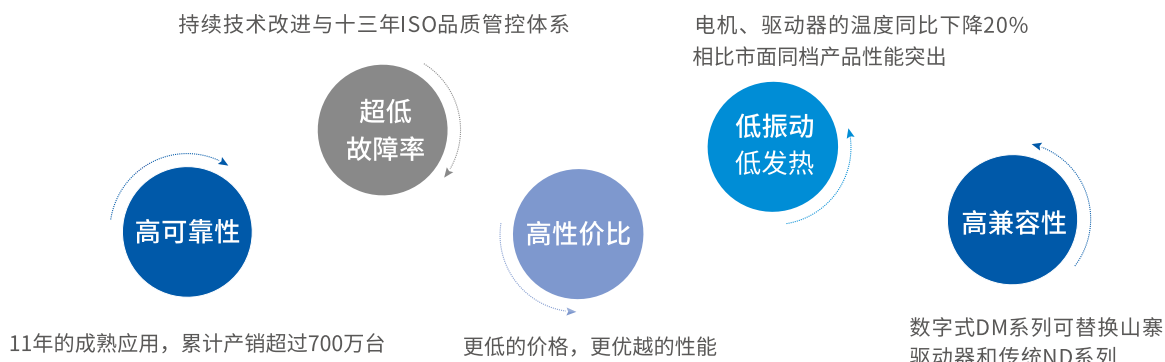 持续技术改进与十三年ISO品质管控体系
电机、驱动器的温度同比下降20%
相比市面同档产品性能突出
超低
故障率
低振动
低发热
高可靠性
高性价比
高兼容性
11年的成熟应用，累计产销超过700万台
更低的价格，更优越的性能
数字式DM系列可替换山寨
驱动器和传统ND系列